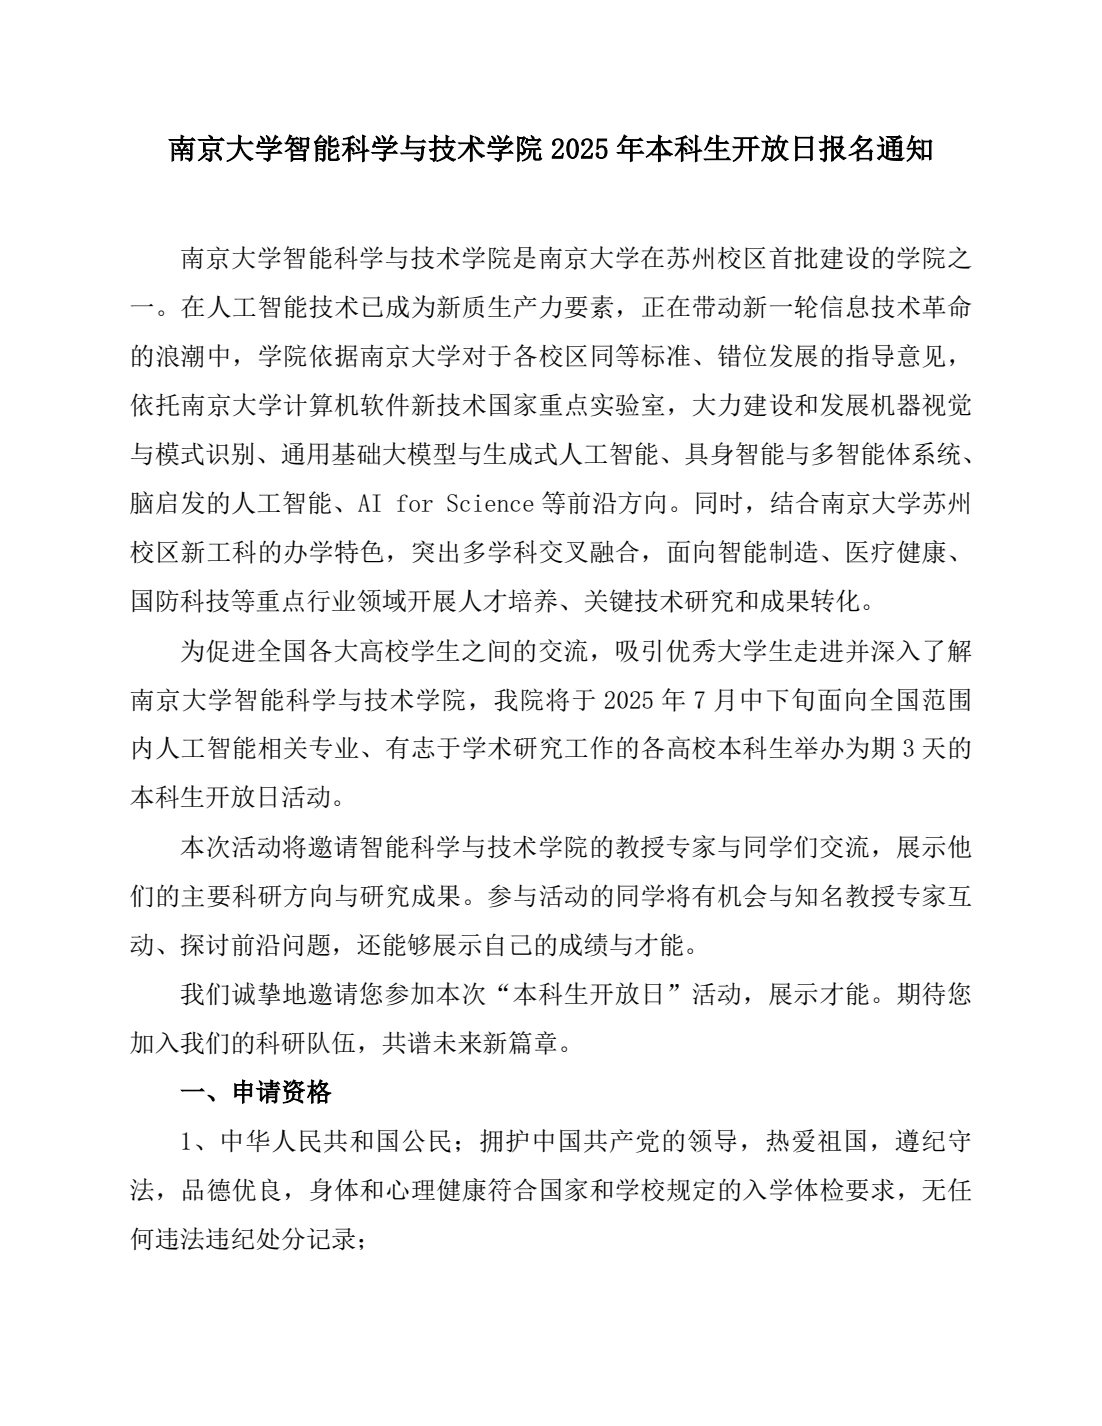 南京大学智能科学与技术学院 2025 年本科生开放日报名通知
南京大学智能科学与技术学院是南京大学在苏州校区首批建设的学院之
一。在人工智能技术已成为新质生产力要素，正在带动新一轮信息技术革命
的浪潮中，学院依据南京大学对于各校区同等标准、错位发展的指导意见，
依托南京大学计算机软件新技术国家重点实验室，大力建设和发展机器视觉
与模式识别、通用基础大模型与生成式人工智能、具身智能与多智能体系统、
脑启发的人工智能、AI for Science 等前沿方向。同时，结合南京大学苏州
校区新工科的办学特色，突出多学科交叉融合，面向智能制造、医疗健康、
国防科技等重点行业领域开展人才培养、关键技术研究和成果转化。
为促进全国各大高校学生之间的交流，吸引优秀大学生走进并深入了解
南京大学智能科学与技术学院，我院将于 2025 年 7 月中下旬面向全国范围
内人工智能相关专业、有志于学术研究工作的各高校本科生举办为期 3 天的
本科生开放日活动。
本次活动将邀请智能科学与技术学院的教授专家与同学们交流，展示他
们的主要科研方向与研究成果。参与活动的同学将有机会与知名教授专家互
动、探讨前沿问题，还能够展示自己的成绩与才能。
我们诚挚地邀请您参加本次“本科生开放日”活动，展示才能。期待您
加入我们的科研队伍，共谱未来新篇章。
一、申请资格
1、中华人民共和国公民；拥护中国共产党的领导，热爱祖国，遵纪守
法，品德优良，身体和心理健康符合国家和学校规定的入学体检要求，无任
何违法违纪处分记录；